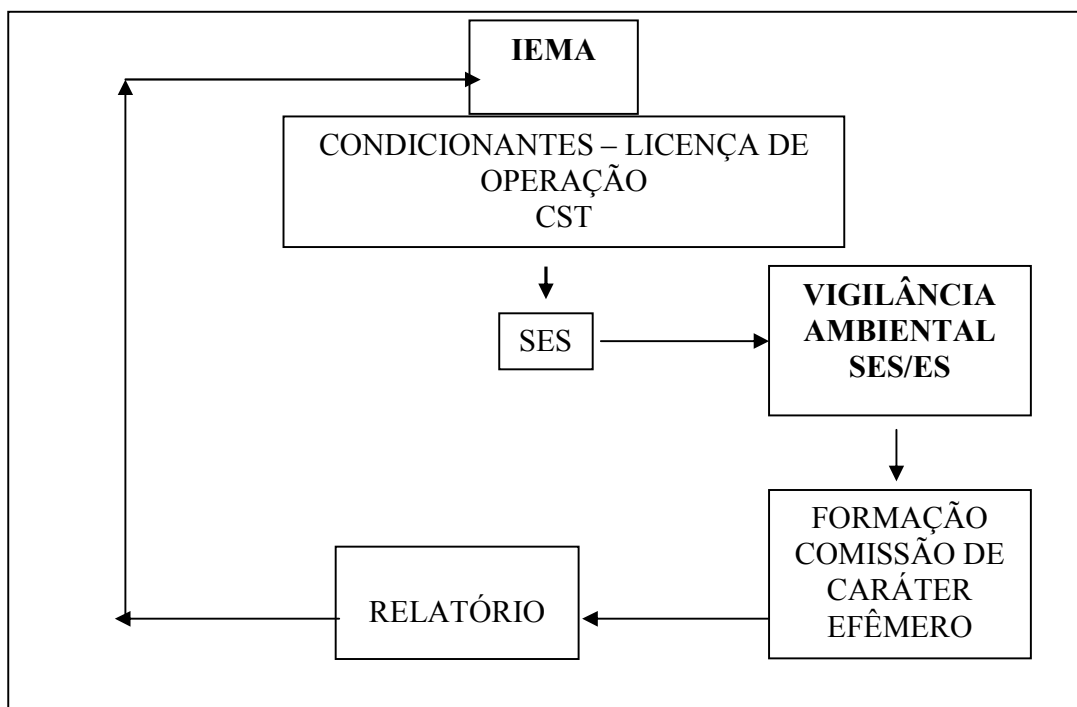 IEMA
CONDICIONANTES – LICENÇA DE
OPERAÇÃO
CST
SES
VIGILÂNCIA
AMBIENTAL
SES/ES
FORMAÇÃO
COMISSÃO DE
CARÁTER
EFÊMERO
RELATÓRIO